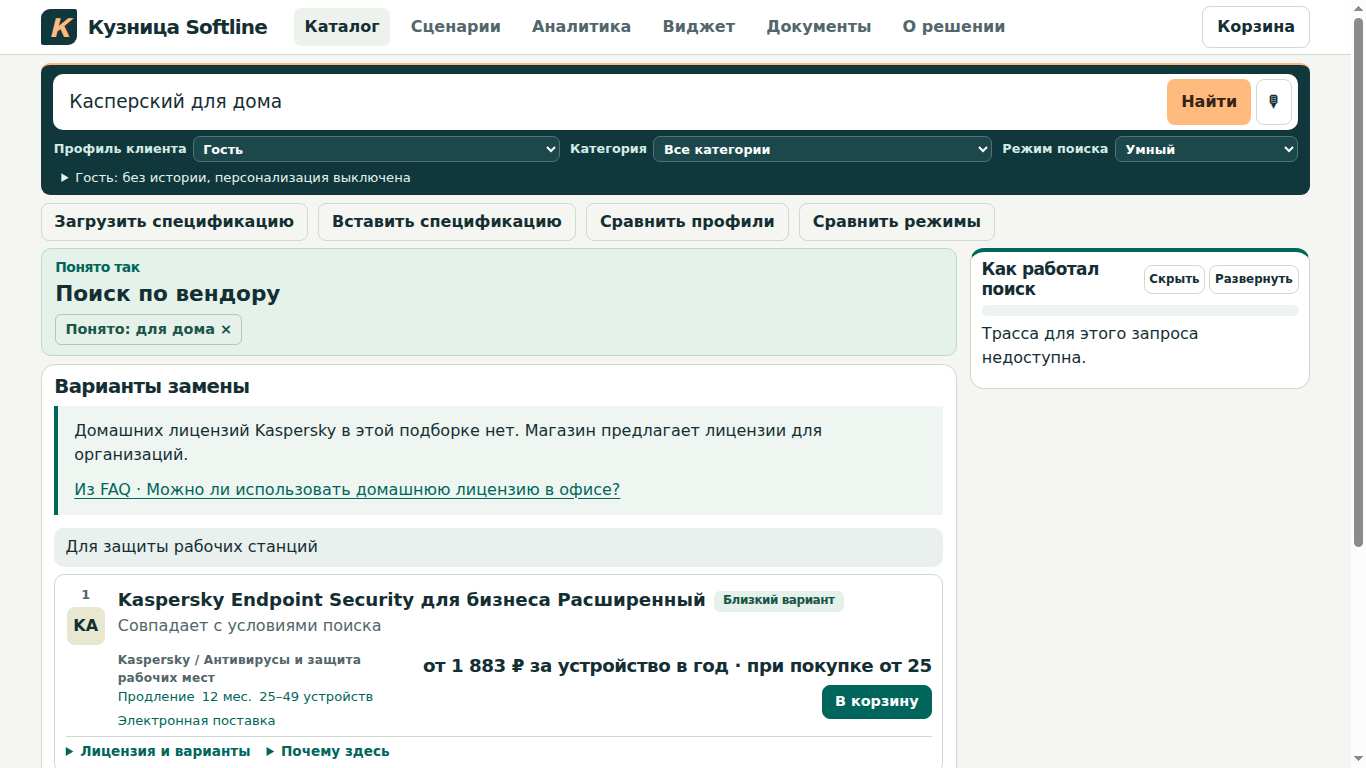 К Кузница Softline Каталог Сценарии Аналитика Виджет Документы О решении Корзина
Касперский для дома Найти
Профиль клиента Гость Категория Все категории Режим поиска Умный
▶ Гость: без истории, персонализация выключена
Загрузить спецификацию Вставить спецификацию Сравнить профили Сравнить режимы
Понято так
Поиск по вендору
Понято: для дома ×
Как работал
поиск
Скрыть Развернуть
Трасса для этого запроса
недоступна.
Варианты замены
Домашних лицензий Kaspersky в этой подборке нет. Магазин предлагает лицензии для
организаций.
Из FAQ · Можно ли использовать домашнюю лицензию в офисе?
Для защиты рабочих станций
1
KA
Kaspersky Endpoint Security для бизнеса Расширенный Близкий вариант
Совпадает с условиями поиска
Kaspersky / Антивирусы и защита
рабочих мест
Продление 12 мес. 25–49 устройств
Электронная поставка
от 1 883 ₽ за устройство в год · при покупке от 25
В корзину
▶ Лицензия и варианты ▶ Почему здесь